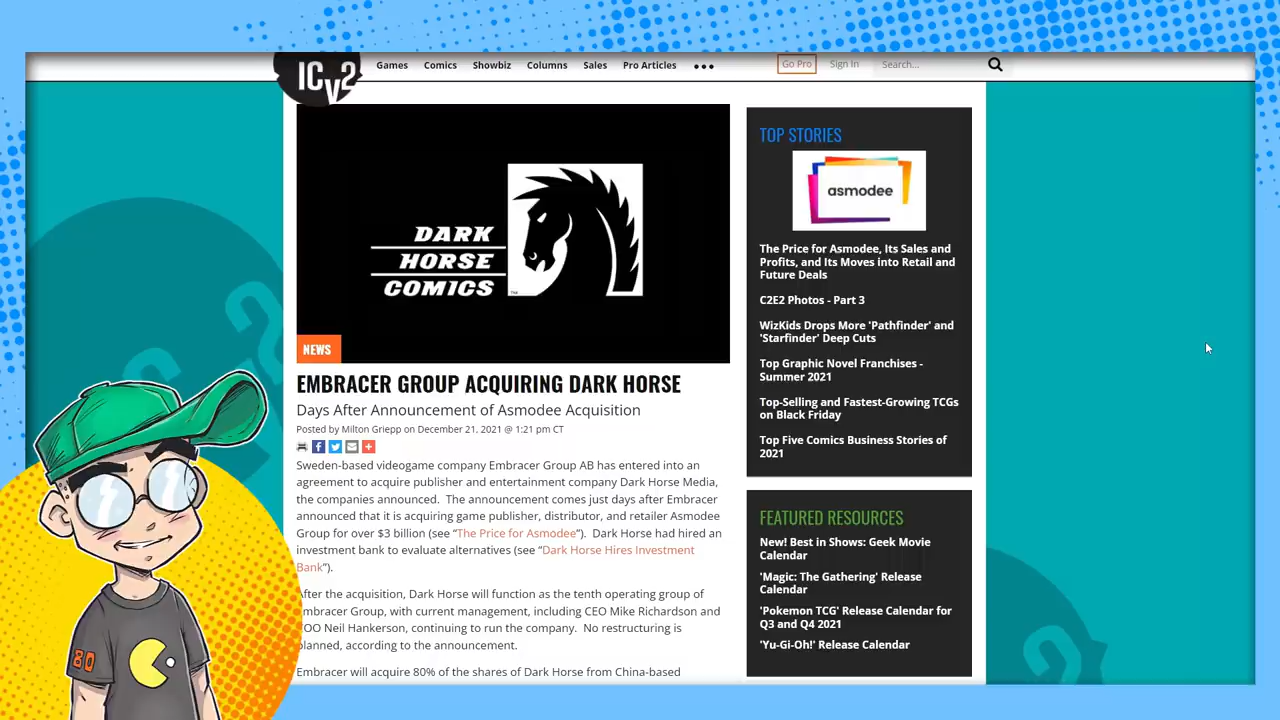 ICv2
Games
Comics
Showbiz
Columns
Sales
Pro Articles
Go Pro
Sign In
Search...
DARK
HORSE
COMICS
NEWS
EMBRACER GROUP ACQUIRING DARK HORSE
Days After Announcement of Asmodee Acquisition
Posted by Milton Griepp on December 21, 2021 @ 1:21 pm CT
Sweden-based videogame company Embracer Group AB has entered into an
agreement to acquire publisher and entertainment company Dark Horse Media,
the companies announced. The announcement comes just days after Embracer
announced that it is acquiring game publisher, distributor, and retailer Asmodee
Group for over $3 billion (see “The Price for Asmodee”). Dark Horse had hired an
investment bank to evaluate alternatives (see “Dark Horse Hires Investment
Bank”).
After the acquisition, Dark Horse will function as the tenth operating group of
mbracer Group, with current management, including CEO Mike Richardson and
OO Neil Hankerson, continuing to run the company. No restructuring is
planned, according to the announcement.
Embracer will acquire 80% of the shares of Dark Horse from China-based
TOP STORIES
asmodee
The Price for Asmodee, Its Sales and
Profits, and Its Moves into Retail and
Future Deals
C2E2 Photos - Part 3
WizKids Drops More 'Pathfinder' and
'Starfinder' Deep Cuts
Top Graphic Novel Franchises -
Summer 2021
Top-Selling and Fastest-Growing TCGs
on Black Friday
Top Five Comics Business Stories of
2021
FEATURED RESOURCES
New! Best in Shows: Geek Movie
Calendar
'Magic: The Gathering' Release
Calendar
'Pokemon TCG' Release Calendar for
Q3 and Q4 2021
'Yu-Gi-Oh!' Release Calendar
80